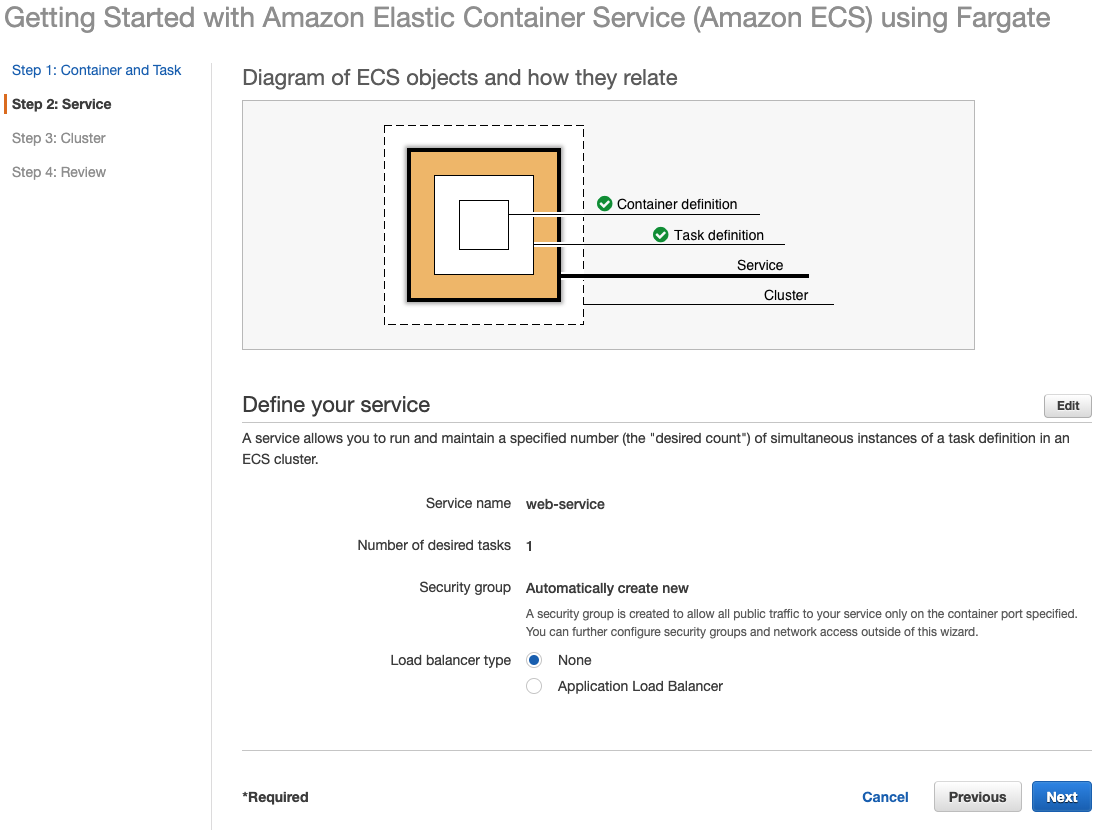 Getting Started with Amazon Elastic Container Service (Amazon ECS) using Fargate
Step 1: Container and Task
Step 2: Service
Step 3: Cluster
Step 4: Review
Diagram of ECS objects and how they relate
Container definition
Task definition
Service
Cluster
Define your service
Edit
A service allows you to run and maintain a specified number (the "desired count") of simultaneous instances of a task definition in an
ECS cluster.
Service name web-service
Number of desired tasks 1
Security group Automatically create new
A security group is created to allow all public traffic to your service only on the container port specified.
You can further configure security groups and network access outside of this wizard.
Load balancer type None
Application Load Balancer
*Required Cancel Previous Next